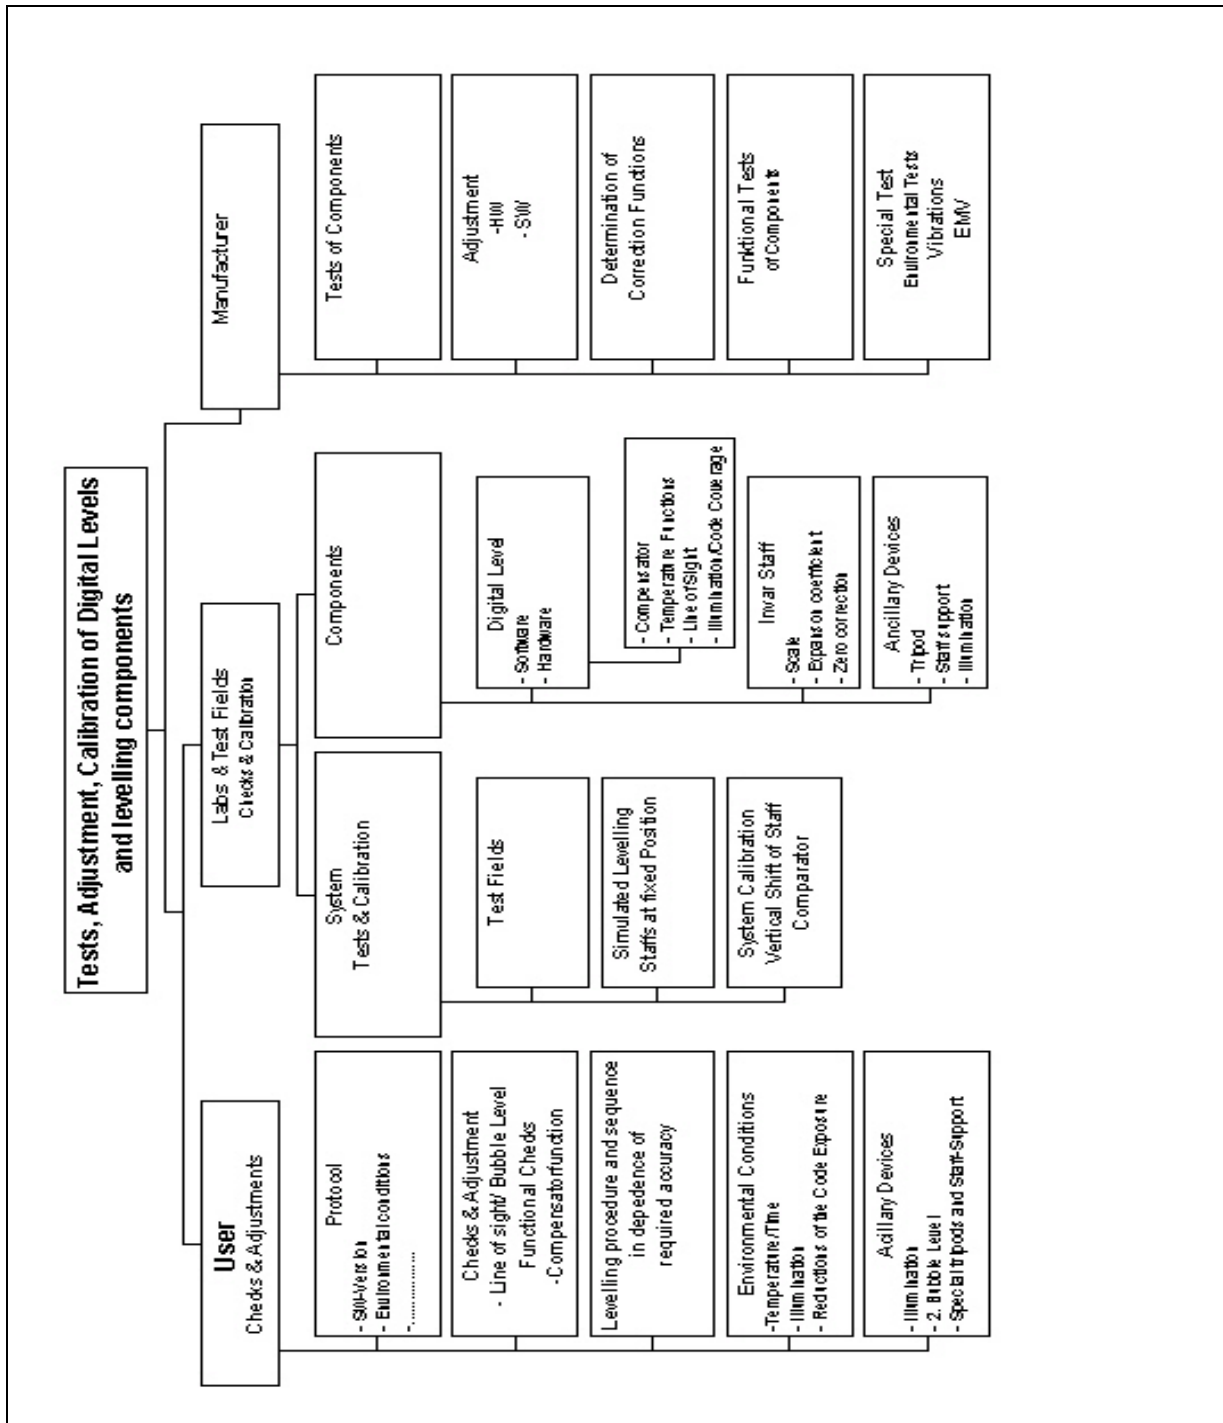 Tests, Adjustment, Calibration of Digital Levels
and levelling components
User
Checks & Adjustments
Protocol
- SW-Version
- Environmental conditions
-..................
Checks & Adjustment
- Line of sight/ Bubble Level
Functional Checks
-Compensatorfunction
Levelling procedure and sequence
in depedence of
required accuracy
Environmental Conditions
-Temperature/Time
- Illumination
- Reductions of the Code Exposure
Acillary Devices
- Illumination
- 2. Bubble Level
- Special tripods and Staff-Support
Labs & Test Fields
Checks & Calibration
System
Tests & Calibration
Test Fields
Simulated Levelling
Staffs at fixed Position
System Calibration
Vertical Shift of Staff
Comparator
Components
Digital Level
- Software
- Hardware
- Compensator
- Temperature Functions
- Line of Sight
- Illumination/Code Coverage
Invar Staff
- Scale
- Expansion coefficient
- Zero correction
Ancillary Devices
- Tripod
- Staff support
- Illumination
Manufacturer
Tests of Components
Adjustment
-HW
- SW
Determination of
Correction Functions
Funktional Tests
of Components
Special Test
Environmental Tests
Vibrations
EMV